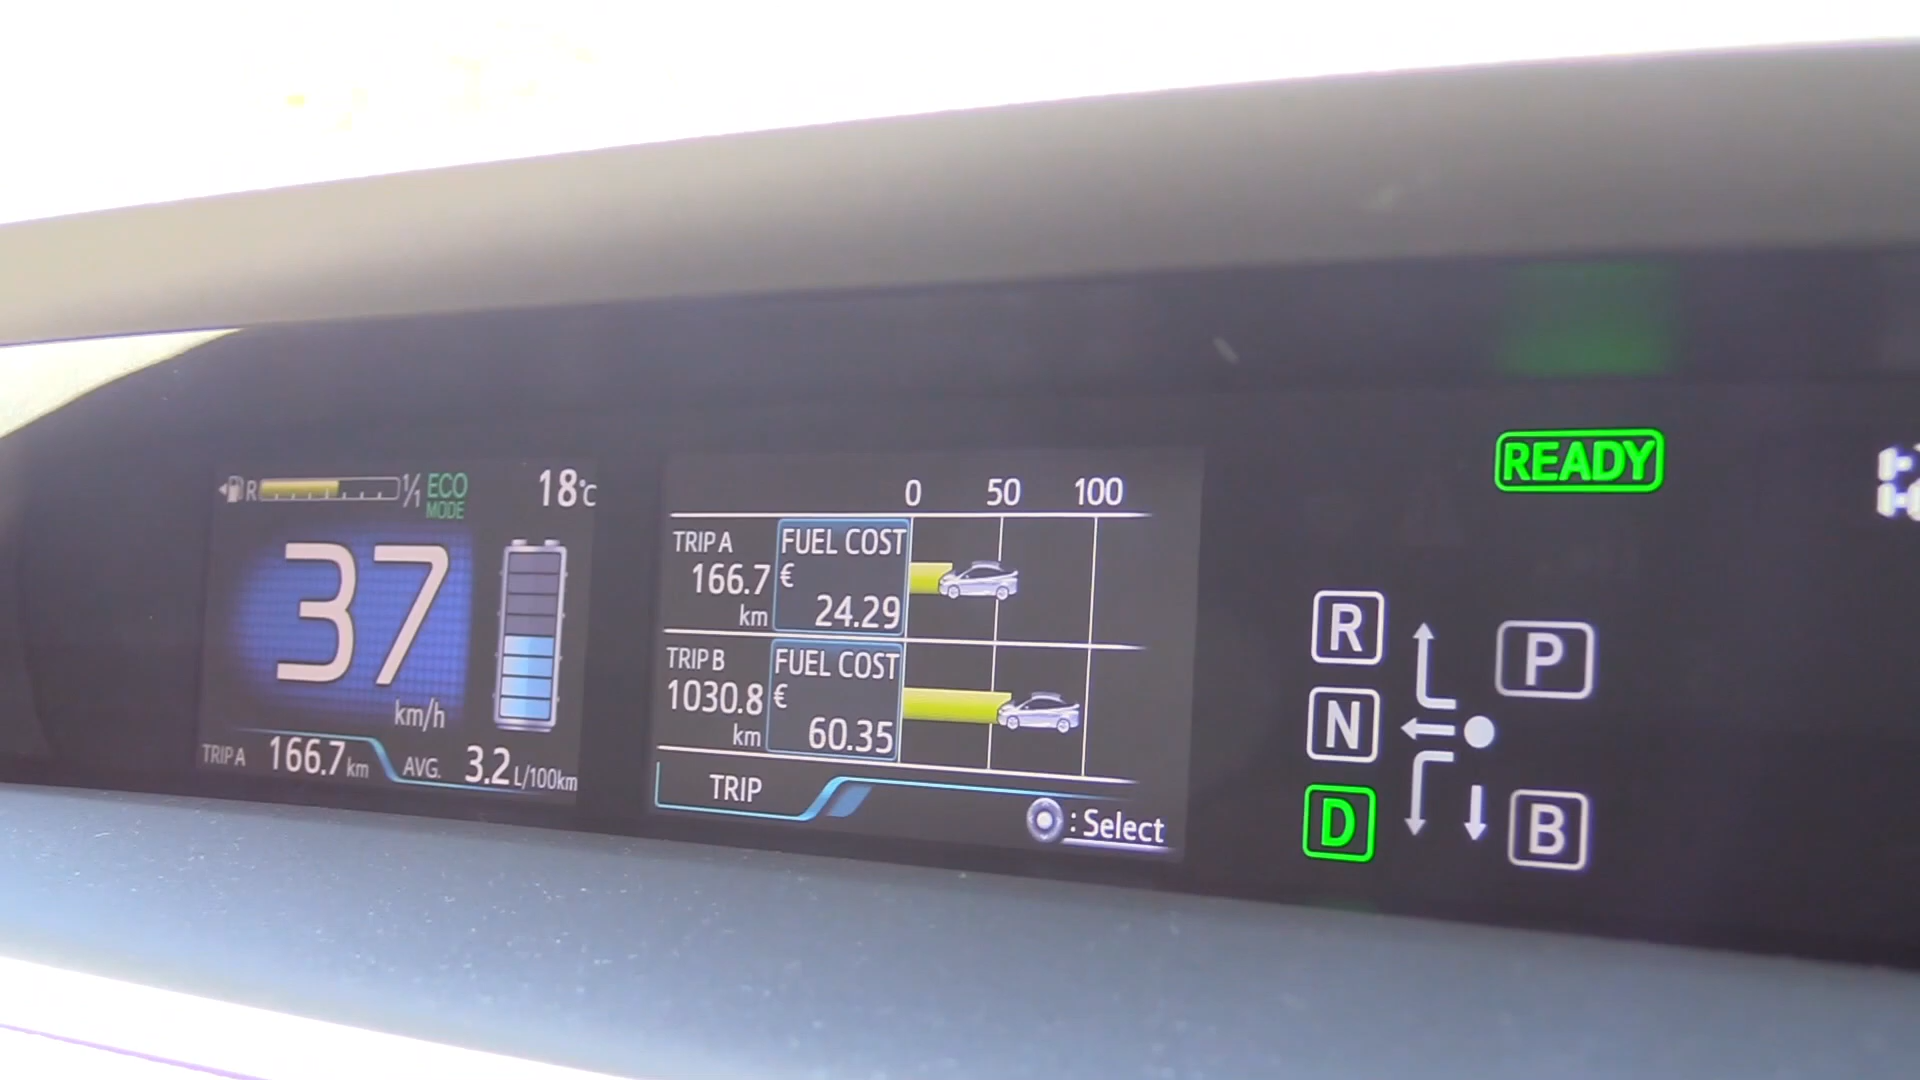 R 1/1 ECO MODE 18°C
37
km/h
TRIP A 166.7 km AVG. 3.2 L/100km
0 50 100
TRIP A
166.7
km
FUEL COST
€
24.29
TRIP B
1030.8
km
FUEL COST
€
60.35
TRIP
: Select
READY
R
P
N
D
B